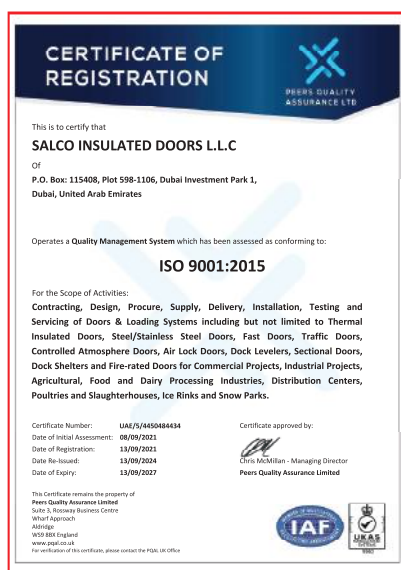 CERTIFICATE OF
REGISTRATION
PEERS QUALITY
ASSURANCE LTD
This is to certify that
SALCO INSULATED DOORS L.L.C
Of
P.O. Box: 115408, Plot 598-1106, Dubai Investment Park 1,
Dubai, United Arab Emirates
Operates a Quality Management System which has been assessed as conforming to:
ISO 9001:2015
For the Scope of Activities:
Contracting, Design, Procure, Supply, Delivery, Installation, Testing and
Servicing of Doors & Loading Systems including but not limited to Thermal
Insulated Doors, Steel/Stainless Steel Doors, Fast Doors, Traffic Doors,
Controlled Atmosphere Doors, Air Lock Doors, Dock Levelers, Sectional Doors,
Dock Shelters and Fire-rated Doors for Commercial Projects, Industrial Projects,
Agricultural, Food and Dairy Processing Industries, Distribution Centers,
Poultries and Slaughterhouses, Ice Rinks and Snow Parks.
Certificate Number: UAE/5/4450484434
Date of Initial Assessment: 08/09/2021
Date of Registration: 13/09/2021
Date Re-Issued: 13/09/2024
Date of Expiry: 13/09/2027
Certificate approved by:
Chris McMillan - Managing Director
Peers Quality Assurance Limited
This Certificate remains the property of
Peers Quality Assurance Limited
Suite 3, Rossway Business Centre
Wharf Approach
Aldridge
WS9 8BX England
www.pqal.co.uk
For verification of this certificate, please contact the PQAL UK Office
IAF
UKAS